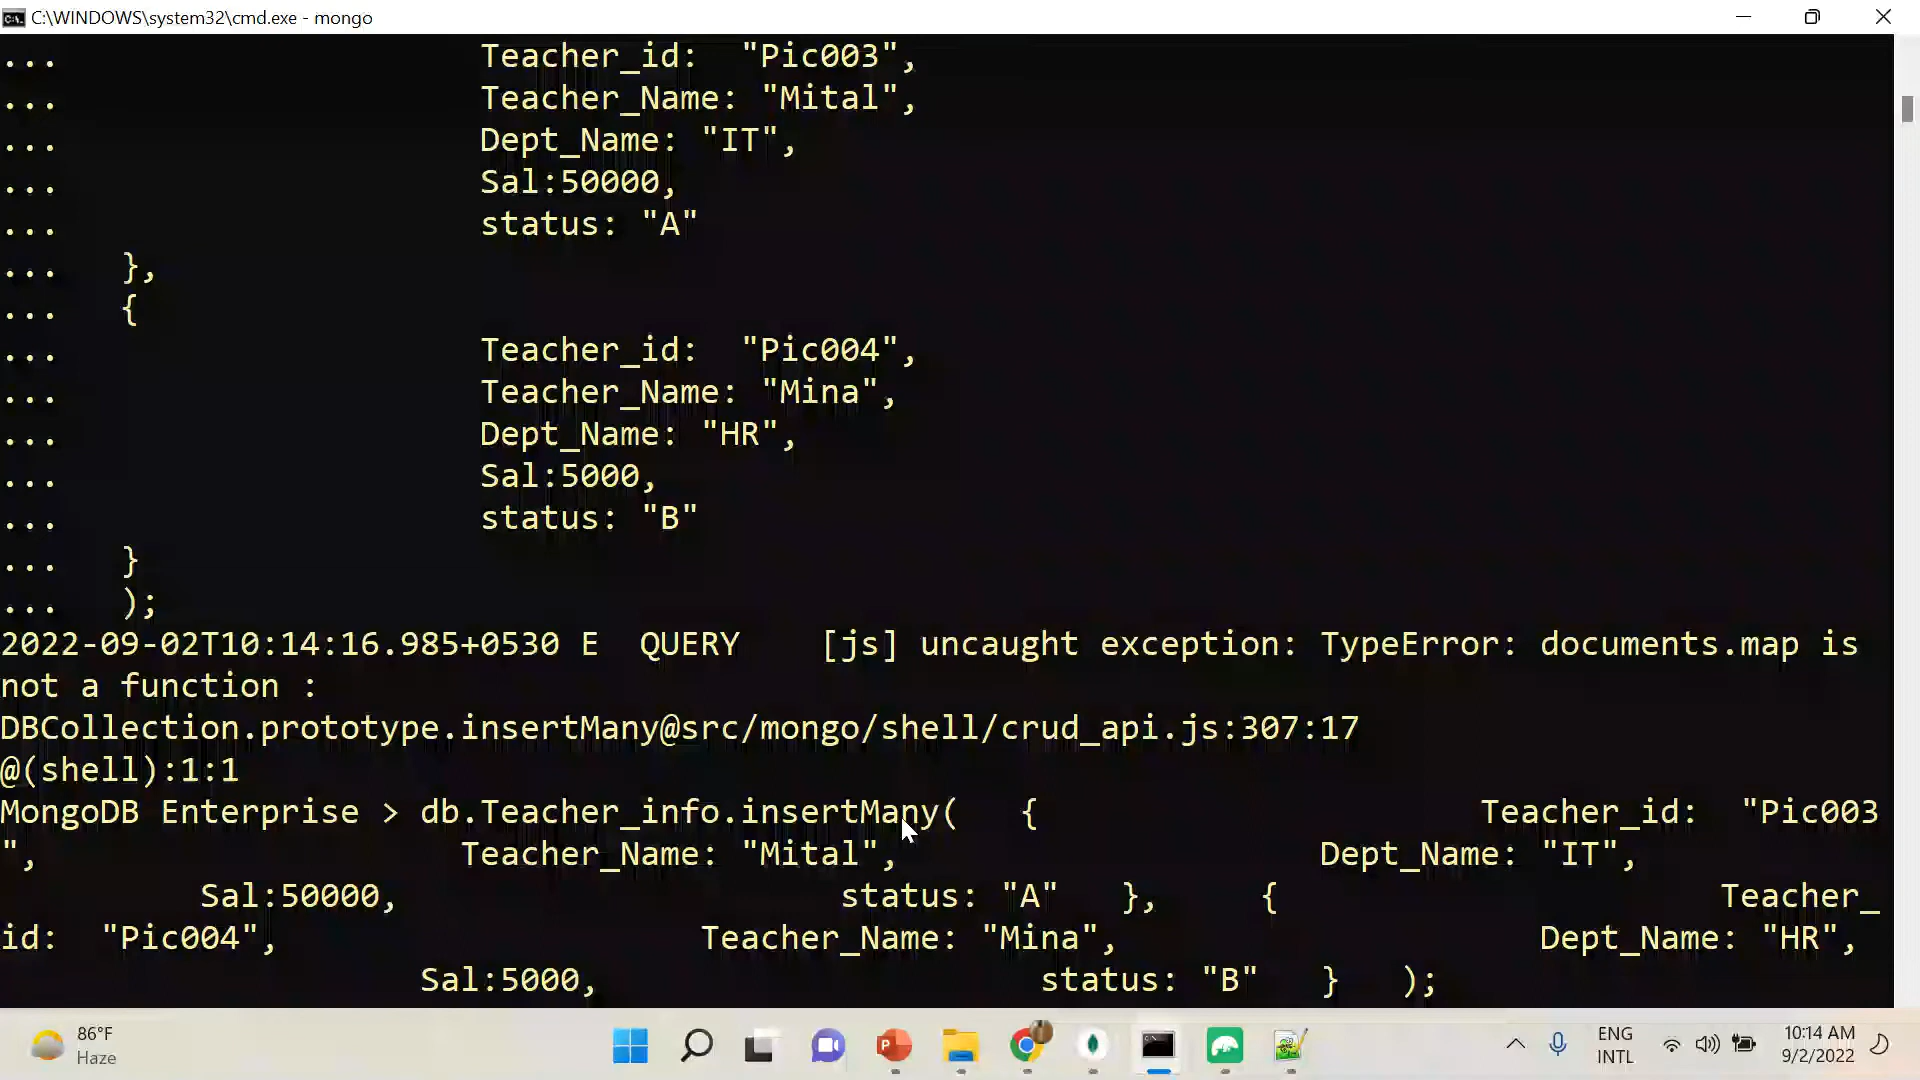 C:\WINDOWS\system32\cmd.exe - mongo
... Teacher_id:  "Pic003",
... Teacher_Name: "Mital",
... Dept_Name: "IT",
... Sal:50000,
... status: "A"
... },
... {
... Teacher_id:  "Pic004",
... Teacher_Name: "Mina",
... Dept_Name: "HR",
... Sal:5000,
... status: "B"
... }
... );
2022-09-02T10:14:16.985+0530 E  QUERY    [js] uncaught exception: TypeError: documents.map is
not a function :
DBCollection.prototype.insertMany@src/mongo/shell/crud_api.js:307:17
@(shell):1:1
MongoDB Enterprise > db.Teacher_info.insertMany(   {                      Teacher_id:  "Pic003
",                     Teacher_Name: "Mital",                     Dept_Name: "IT",
Sal:50000,                      status: "A"   },     {                      Teacher_
id:  "Pic004",                     Teacher_Name: "Mina",                     Dept_Name: "HR",
Sal:5000,                      status: "B"   }   );
86°F
Haze
ENG
INTL
10:14 AM
9/2/2022